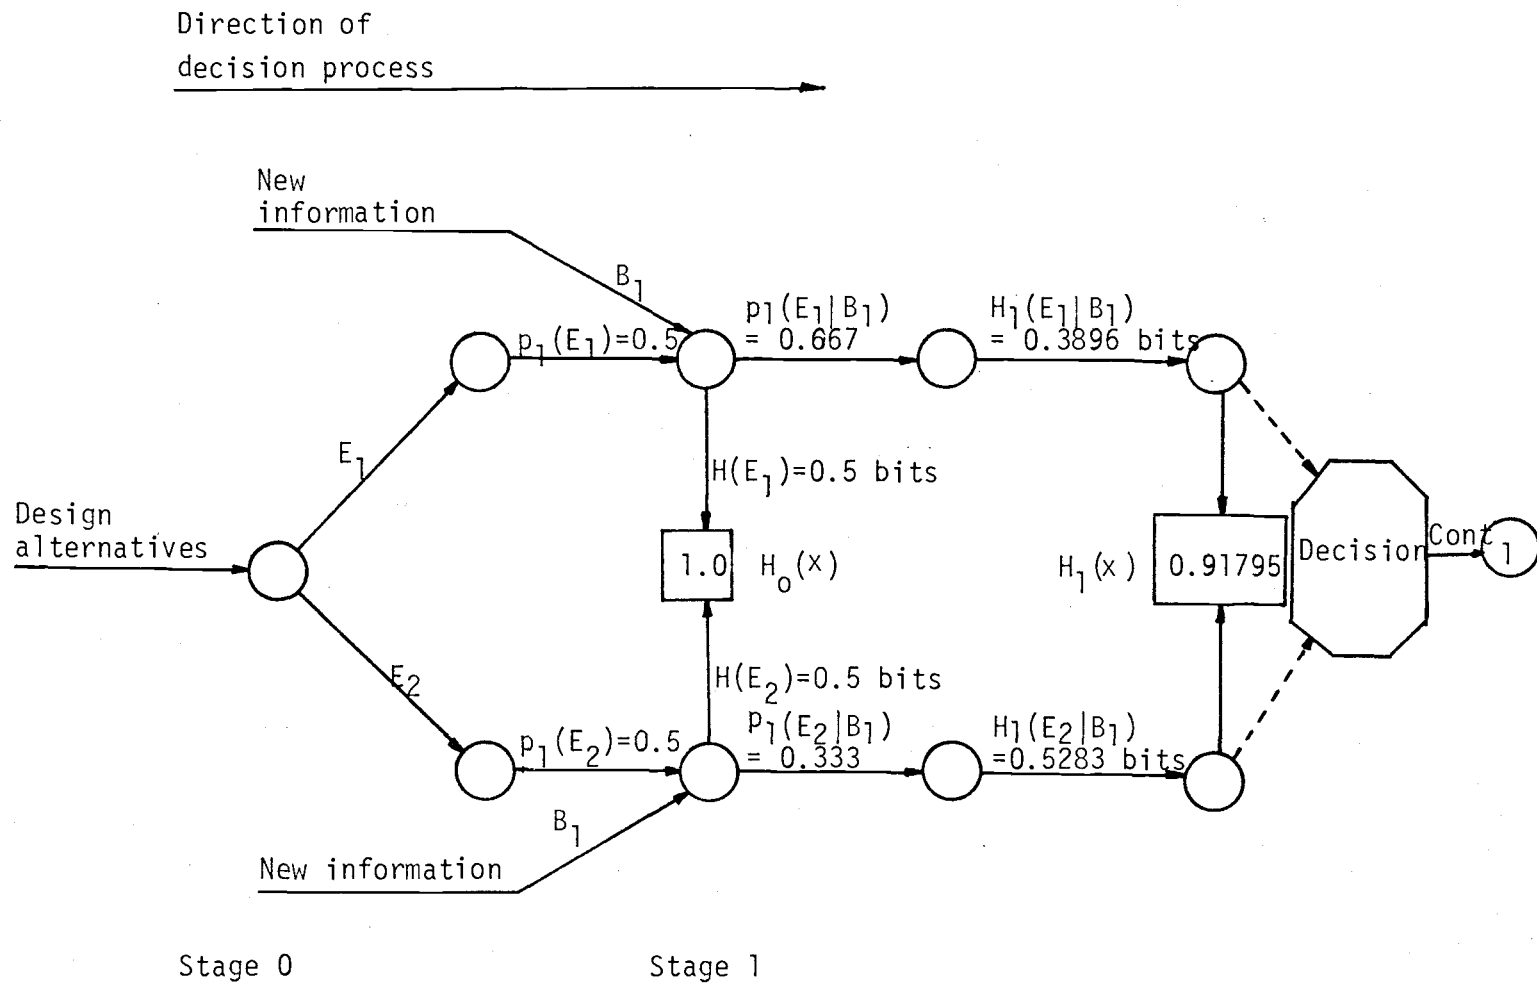 Direction of
decision process
New
information
B₁
p₁(E₁)=0.5
p₁(E₁|B₁)
= 0.667
H₁(E₁|B₁)
= 0.3896 bits
E₁
H(E₁)=0.5 bits
Design
alternatives
1.0
H₀(x)
H₁(x)
0.91795
Decision
Cont
1
E₂
H(E₂)=0.5 bits
p₁(E₂)=0.5
p₁(E₂|B₁)
= 0.333
H₁(E₂|B₁)
=0.5283 bits
B₁
New information
Stage 0
Stage 1